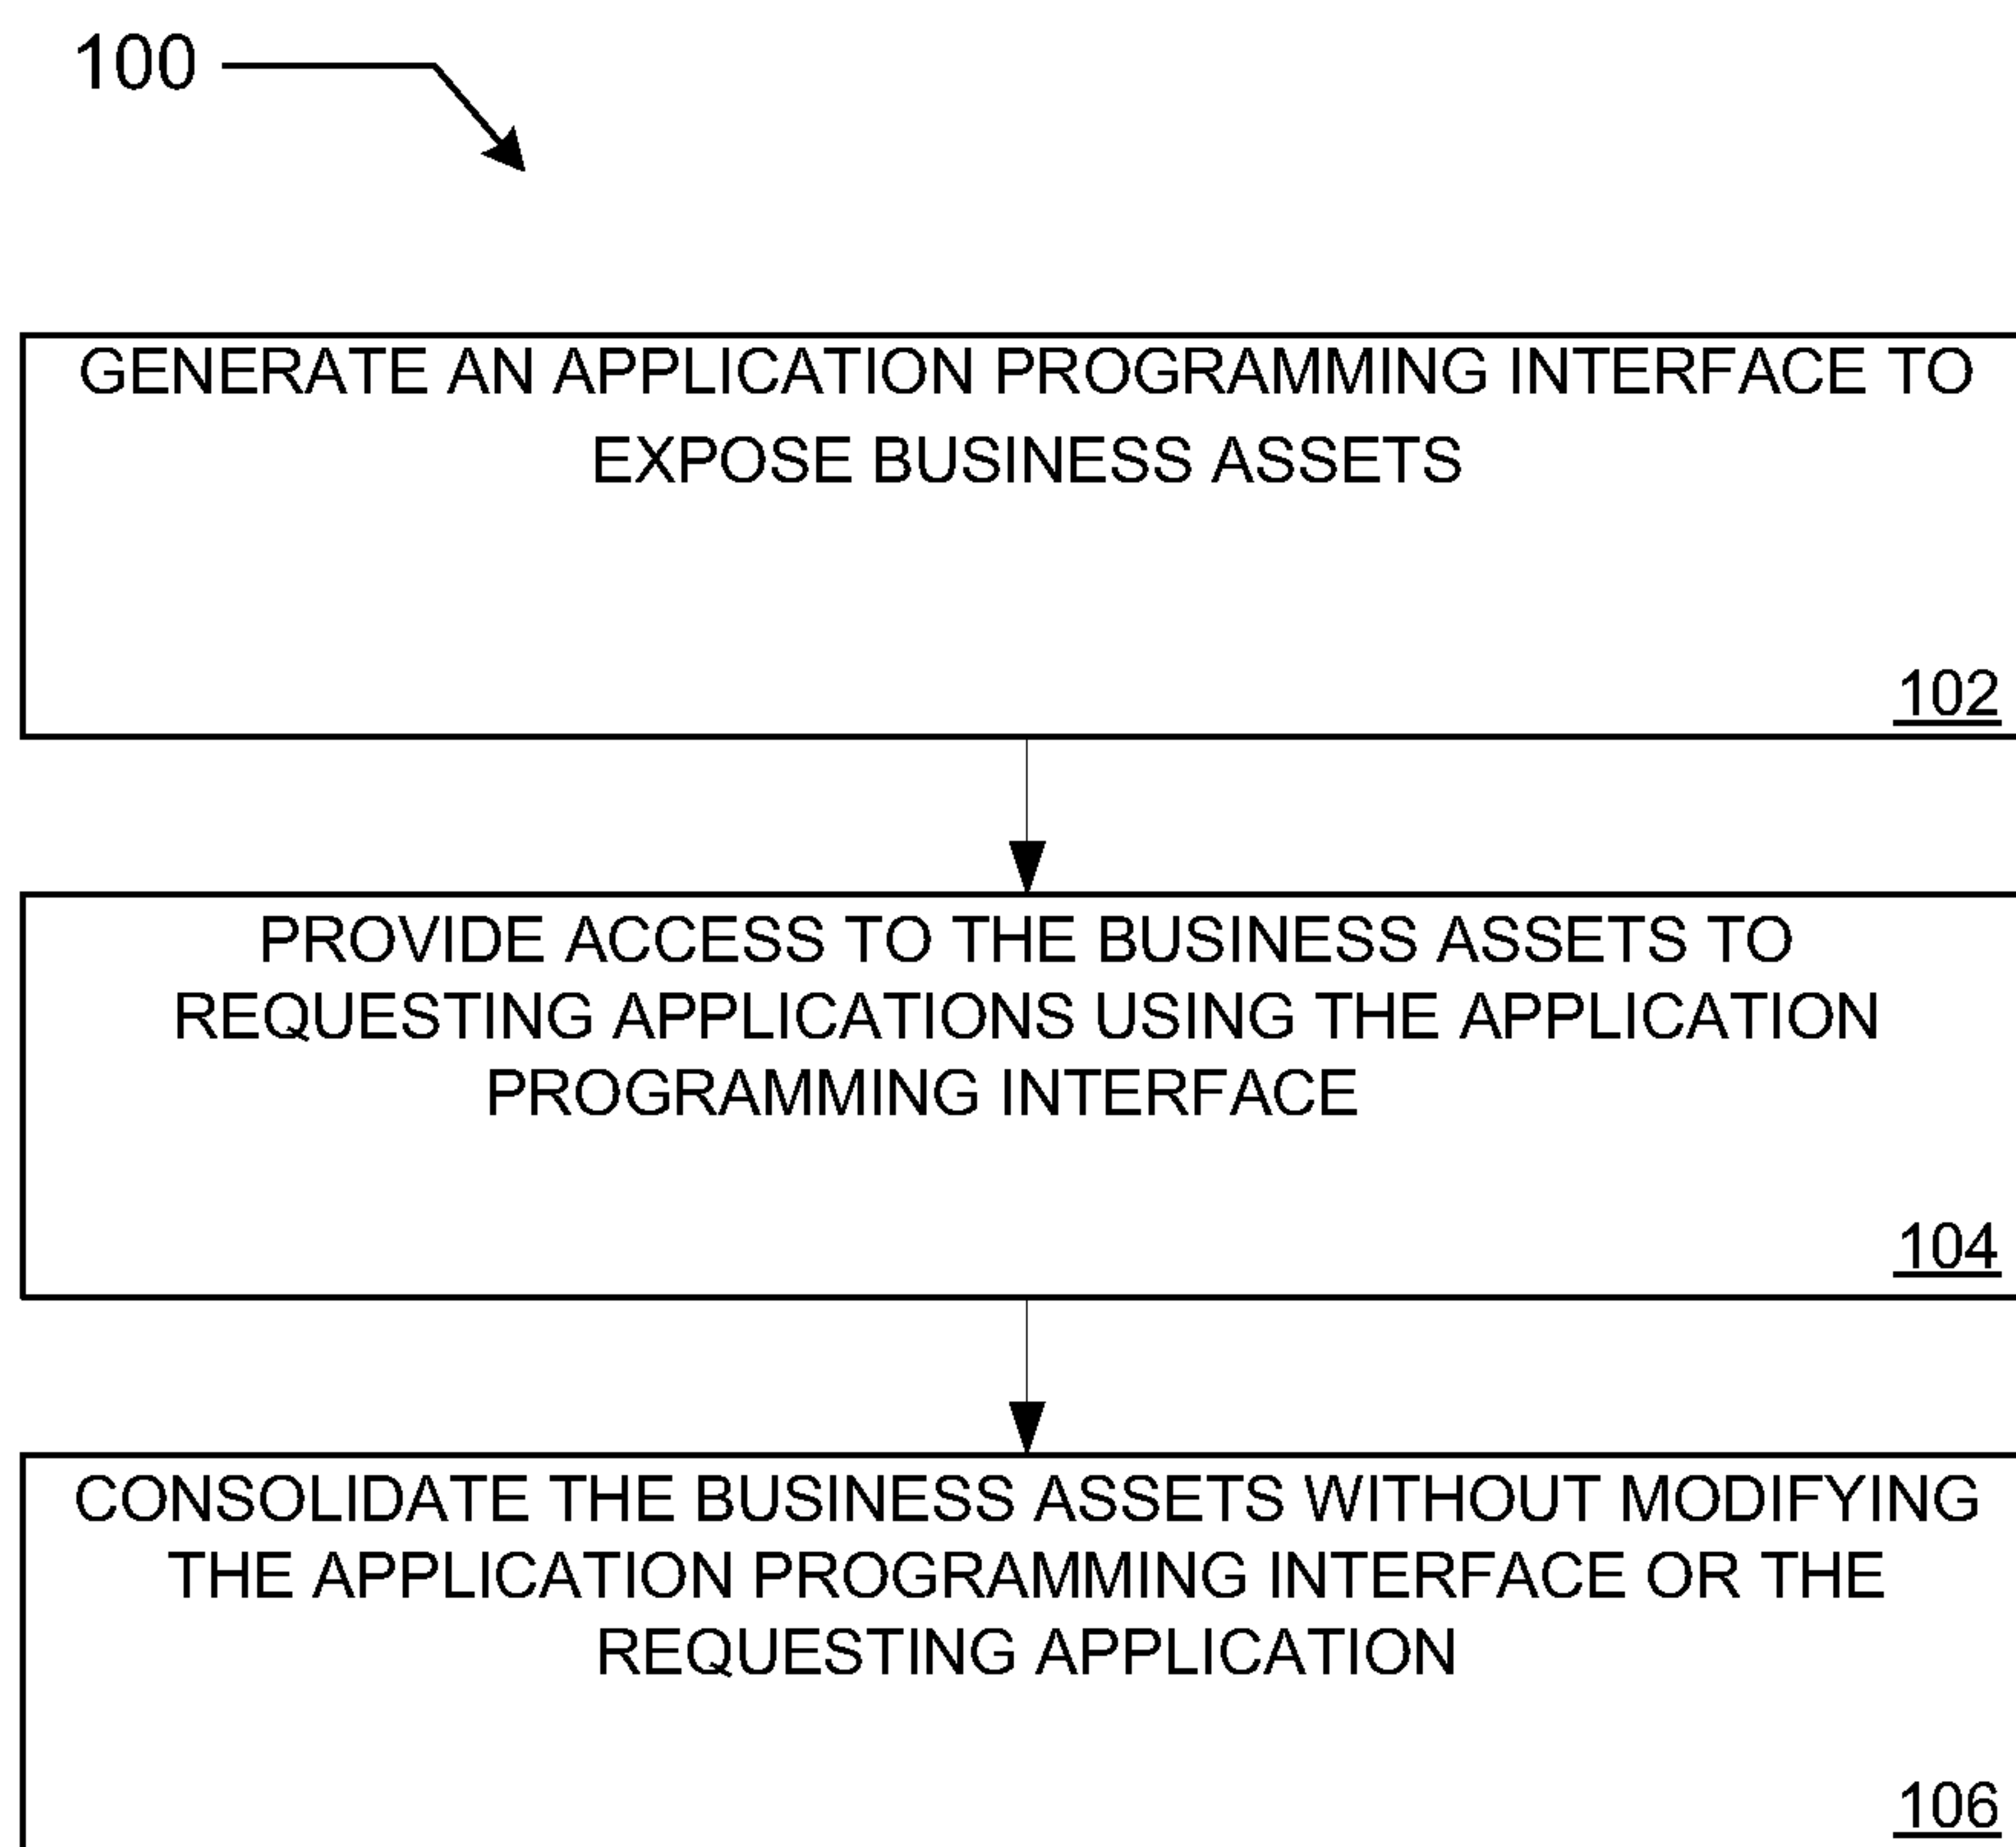 100
GENERATE AN APPLICATION PROGRAMMING INTERFACE TO
EXPOSE BUSINESS ASSETS
102
PROVIDE ACCESS TO THE BUSINESS ASSETS TO
REQUESTING APPLICATIONS USING THE APPLICATION
PROGRAMMING INTERFACE
104
CONSOLIDATE THE BUSINESS ASSETS WITHOUT MODIFYING
THE APPLICATION PROGRAMMING INTERFACE OR THE
REQUESTING APPLICATION
106